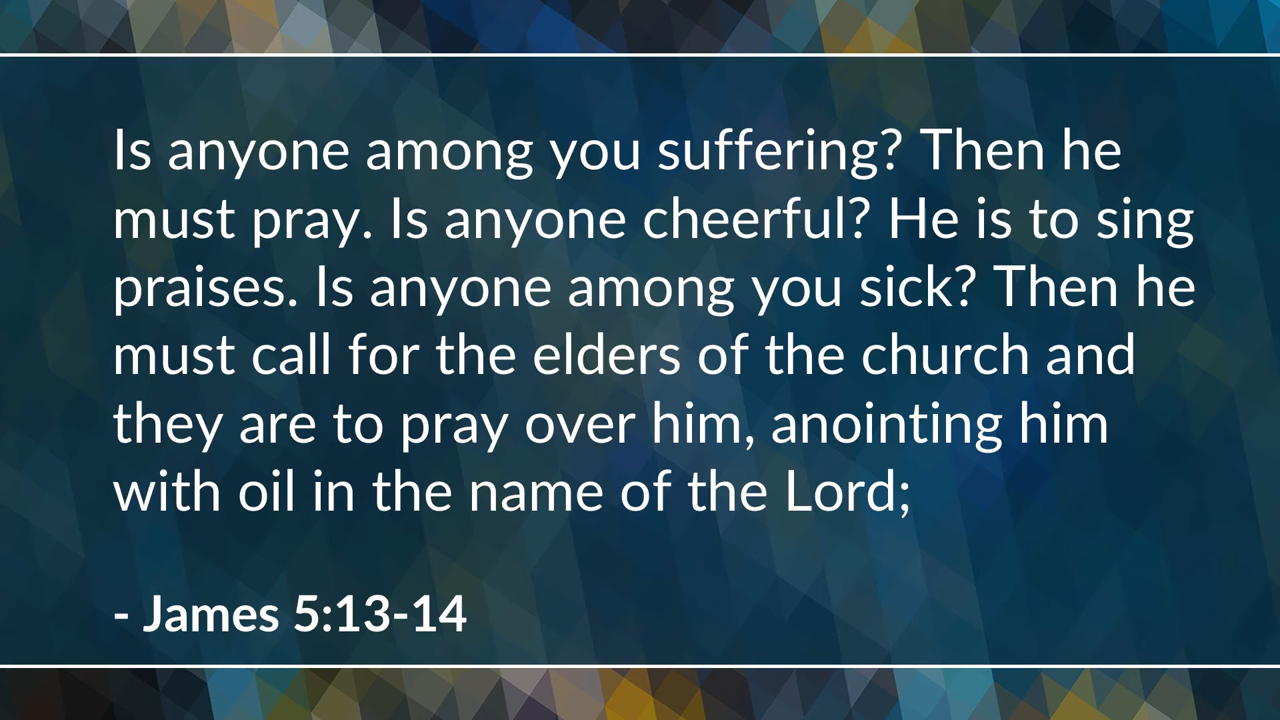 Is anyone among you suffering? Then he
must pray. Is anyone cheerful? He is to sing
praises. Is anyone among you sick? Then he
must call for the elders of the church and
they are to pray over him, anointing him
with oil in the name of the Lord;
- James 5:13-14